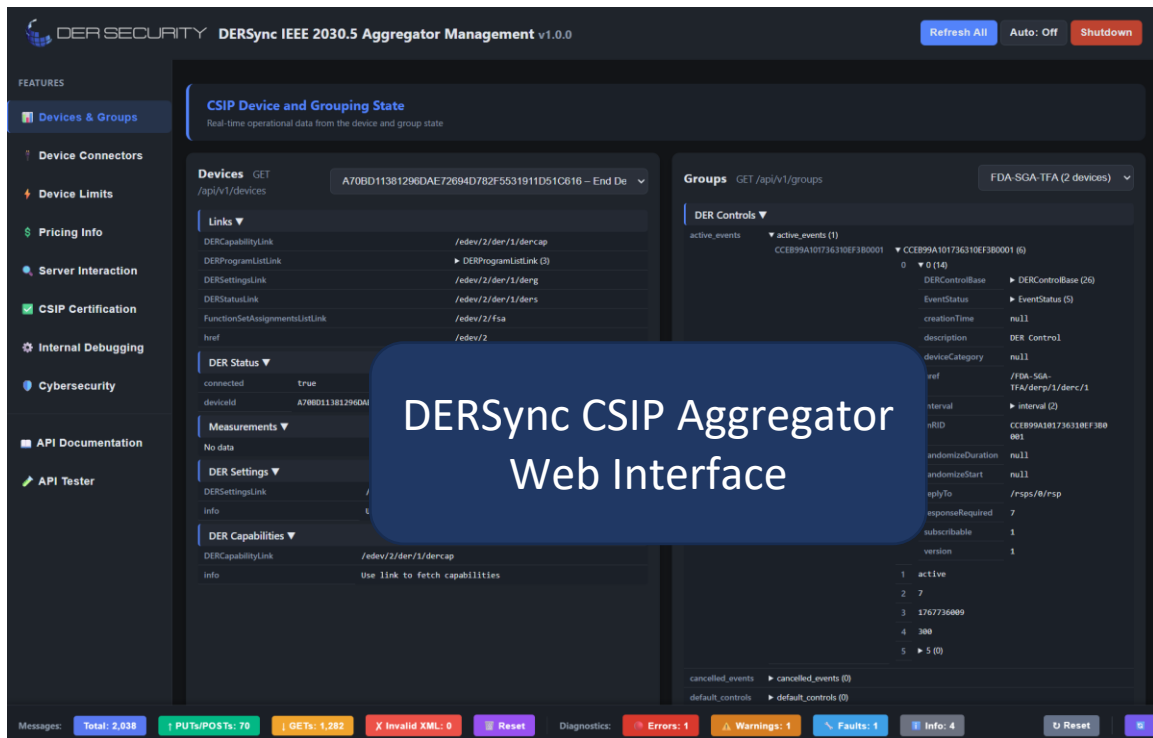 DER SECURITY DERSync IEEE 2030.5 Aggregator Management v1.0.0
Refresh All Auto: Off Shutdown
FEATURES
Devices & Groups
Device Connectors
Device Limits
Pricing Info
Server Interaction
CSIP Certification
Internal Debugging
Cybersecurity
API Documentation
API Tester
CSIP Device and Grouping State
Real-time operational data from the device and group state
Devices GET
/api/v1/devices
A70BD11381296DAE72694D782F5531911D51C616 – End De
Links ▼
DERCapabilityLink /edev/2/der/1/dercap
DERProgramListLink ▶ DERProgramListLink (3)
DERSettingsLink /edev/2/der/1/derg
DERStatusLink /edev/2/der/1/ders
FunctionSetAssignmentsListLink /edev/2/fsa
href /edev/2
DER Status ▼
connected true
deviceId
Measurements ▼
No data
DER Settings ▼
DERSettingsLink /
info
DER Capabilities ▼
DERCapabilityLink /edev/2/der/1/dercap
info Use link to fetch capabilities
Groups GET /api/v1/groups
FDA-SGA-TFA (2 devices)
DER Controls ▼
active_events ▼ active_events (1)
CCEB99A101736310EF3B0001 ▼ CCEB99A101736310EF3B0001 (6)
0 ▼ 0 (14)
DERControlBase ▶ DERControlBase (26)
EventStatus ▶ EventStatus (5)
creationTime null
description DER Control
deviceCategory null
/FDA-SGA-
TFA/derp/1/derc/1
▶ interval (2)
CCEB99A101736310EF3B0
001
null
null
/rsps/0/rsp
7
subscribable 1
version 1
1 active
2 7
3 1767736009
4 300
5 ▶ 5 (0)
cancelled_events ▶ cancelled_events (0)
default_controls ▶ default_controls (0)
DERSync CSIP Aggregator
Web Interface
Messages: Total: 2,038 ↑ PUTs/POSTs: 70 ↓ GETs: 1,282 ✗ Invalid XML: 0 Reset Diagnostics: Errors: 1 Warnings: 1 Faults: 1 Info: 4 ↻ Reset